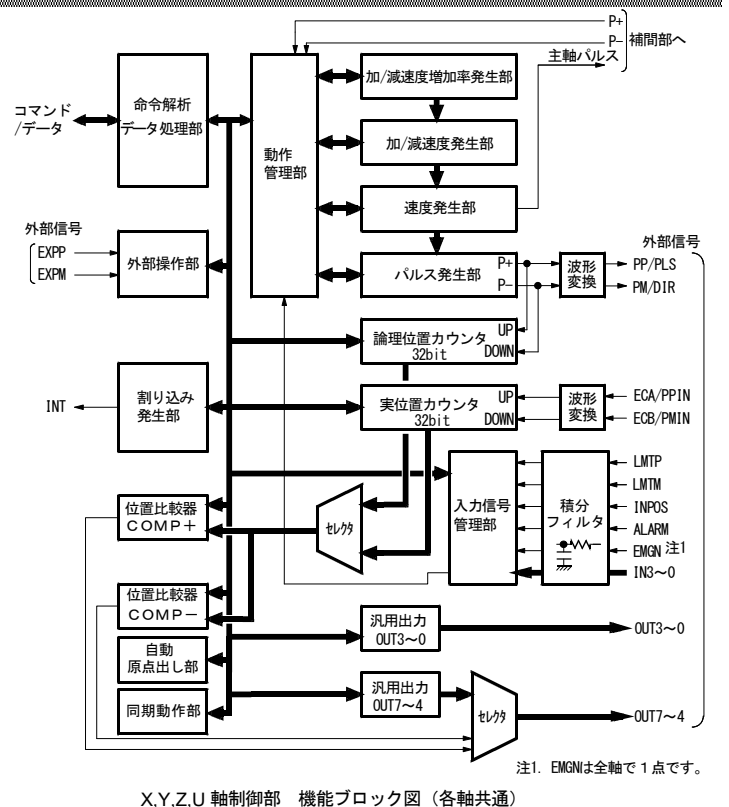 P+
P-
補間部へ
主軸パルス
コマンド
/データ
命令解析
データ処理部
動作
管理部
加/減速度増加率発生部
加/減速度発生部
速度発生部
外部信号
EXPP
EXPM
外部操作部
パルス発生部
P+
P-
波形
変換
外部信号
PP/PLS
PM/DIR
論理位置カウンタ
32bit
UP
DOWN
INT
割り込み
発生部
実位置カウンタ
32bit
UP
DOWN
波形
変換
ECA/PPIN
ECB/PMIN
位置比較器
COMP+
セレクタ
入力信号
管理部
積分
フィルタ
LMTP
LMTM
INPOS
ALARM
EMGN 注1
IN3~0
位置比較器
COMP-
自動
原点出し部
同期動作部
汎用出力
OUT3~0
OUT3~0
汎用出力
OUT7~4
セレクタ
OUT7~4
注1. EMGNは全軸で1点です。
X,Y,Z,U 軸制御部 機能ブロック図(各軸共通)